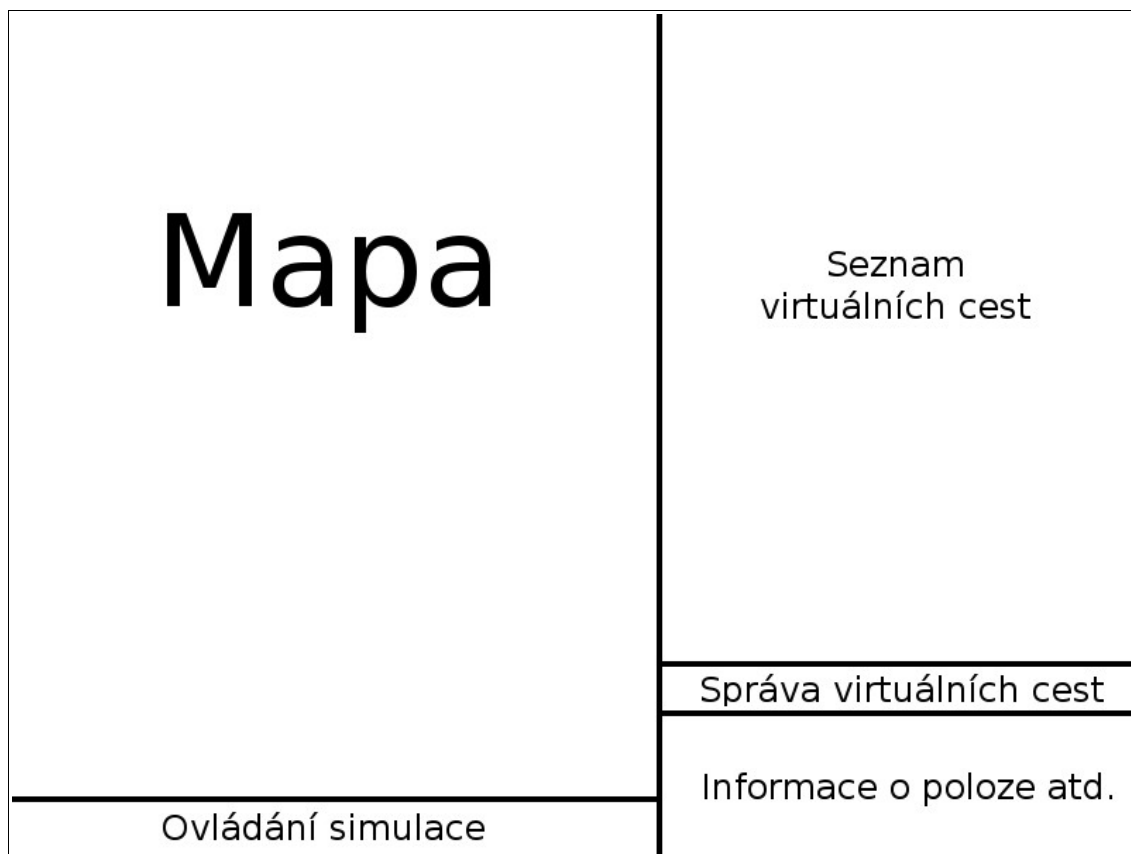 Mapa
Ovládání simulace
Seznam
virtuálních cest
Správa virtuálních cest
Informace o poloze atd.